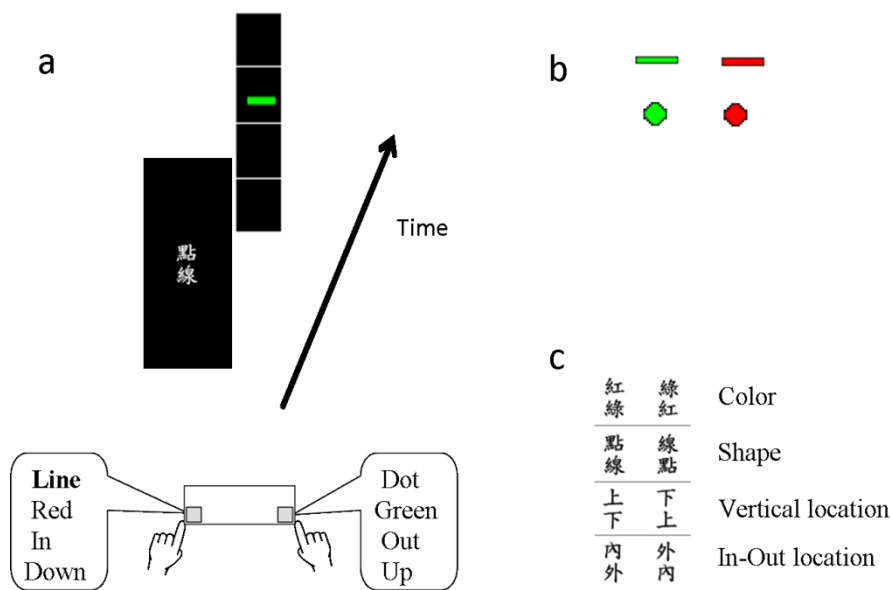 a
點
線
Time
Line
Red
In
Down
Dot
Green
Out
Up
b
c
紅 綠
綠 紅
Color
點 線
線 點
Shape
上 下
下 上
Vertical location
內 外
外 內
In-Out location